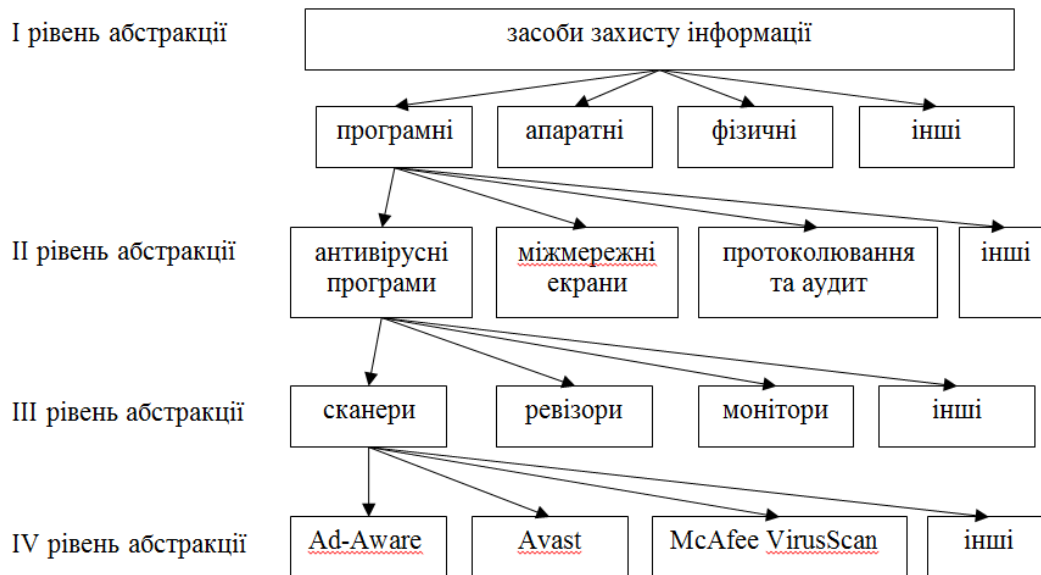 I рівень абстракції
засоби захисту інформації
програмні
апаратні
фізичні
інші
II рівень абстракції
антивірусні
програми
міжмережні
екрани
протоколювання
та аудит
інші
III рівень абстракції
сканери
ревізори
монітори
інші
IV рівень абстракції
Ad-Aware
Avast
McAfee VirusScan
інші